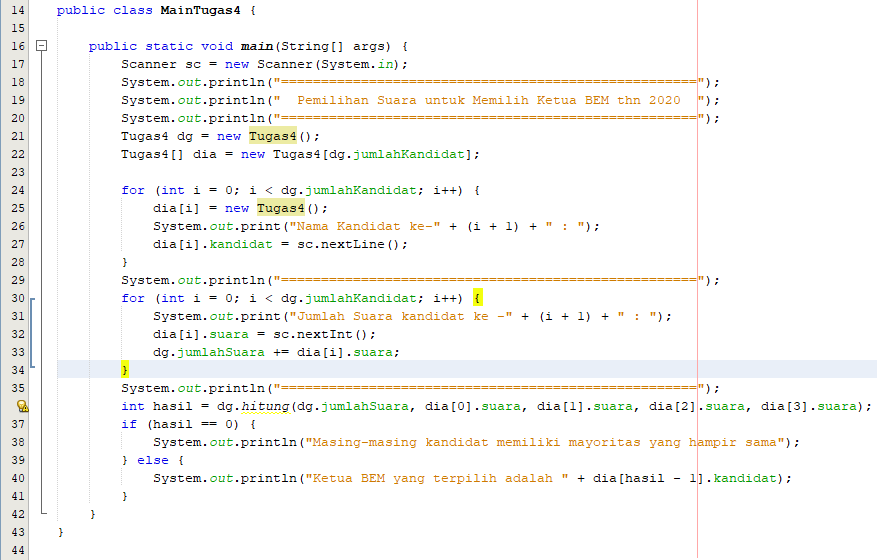 14 public class MainTugas4 {
15
16 public static void main(String[] args) {
17 Scanner sc = new Scanner(System.in);
18 System.out.println("====================================================");
19 System.out.println("  Pemilihan Suara untuk Memilih Ketua BEM thn 2020  ");
20 System.out.println("====================================================");
21 Tugas4 dg = new Tugas4();
22 Tugas4[] dia = new Tugas4[dg.jumlahKandidat];
23
24 for (int i = 0; i < dg.jumlahKandidat; i++) {
25 dia[i] = new Tugas4();
26 System.out.print("Nama Kandidat ke-" + (i + 1) + " : ");
27 dia[i].kandidat = sc.nextLine();
28 }
29 System.out.println("====================================================");
30 for (int i = 0; i < dg.jumlahKandidat; i++) {
31 System.out.print("Jumlah Suara kandidat ke -" + (i + 1) + " : ");
32 dia[i].suara = sc.nextInt();
33 dg.jumlahSuara += dia[i].suara;
34 }
35 System.out.println("====================================================");
int hasil = dg.hitung(dg.jumlahSuara, dia[0].suara, dia[1].suara, dia[2].suara, dia[3].suara);
37 if (hasil == 0) {
38 System.out.println("Masing-masing kandidat memiliki mayoritas yang hampir sama");
39 } else {
40 System.out.println("Ketua BEM yang terpilih adalah " + dia[hasil - 1].kandidat);
41 }
42 }
43 }
44